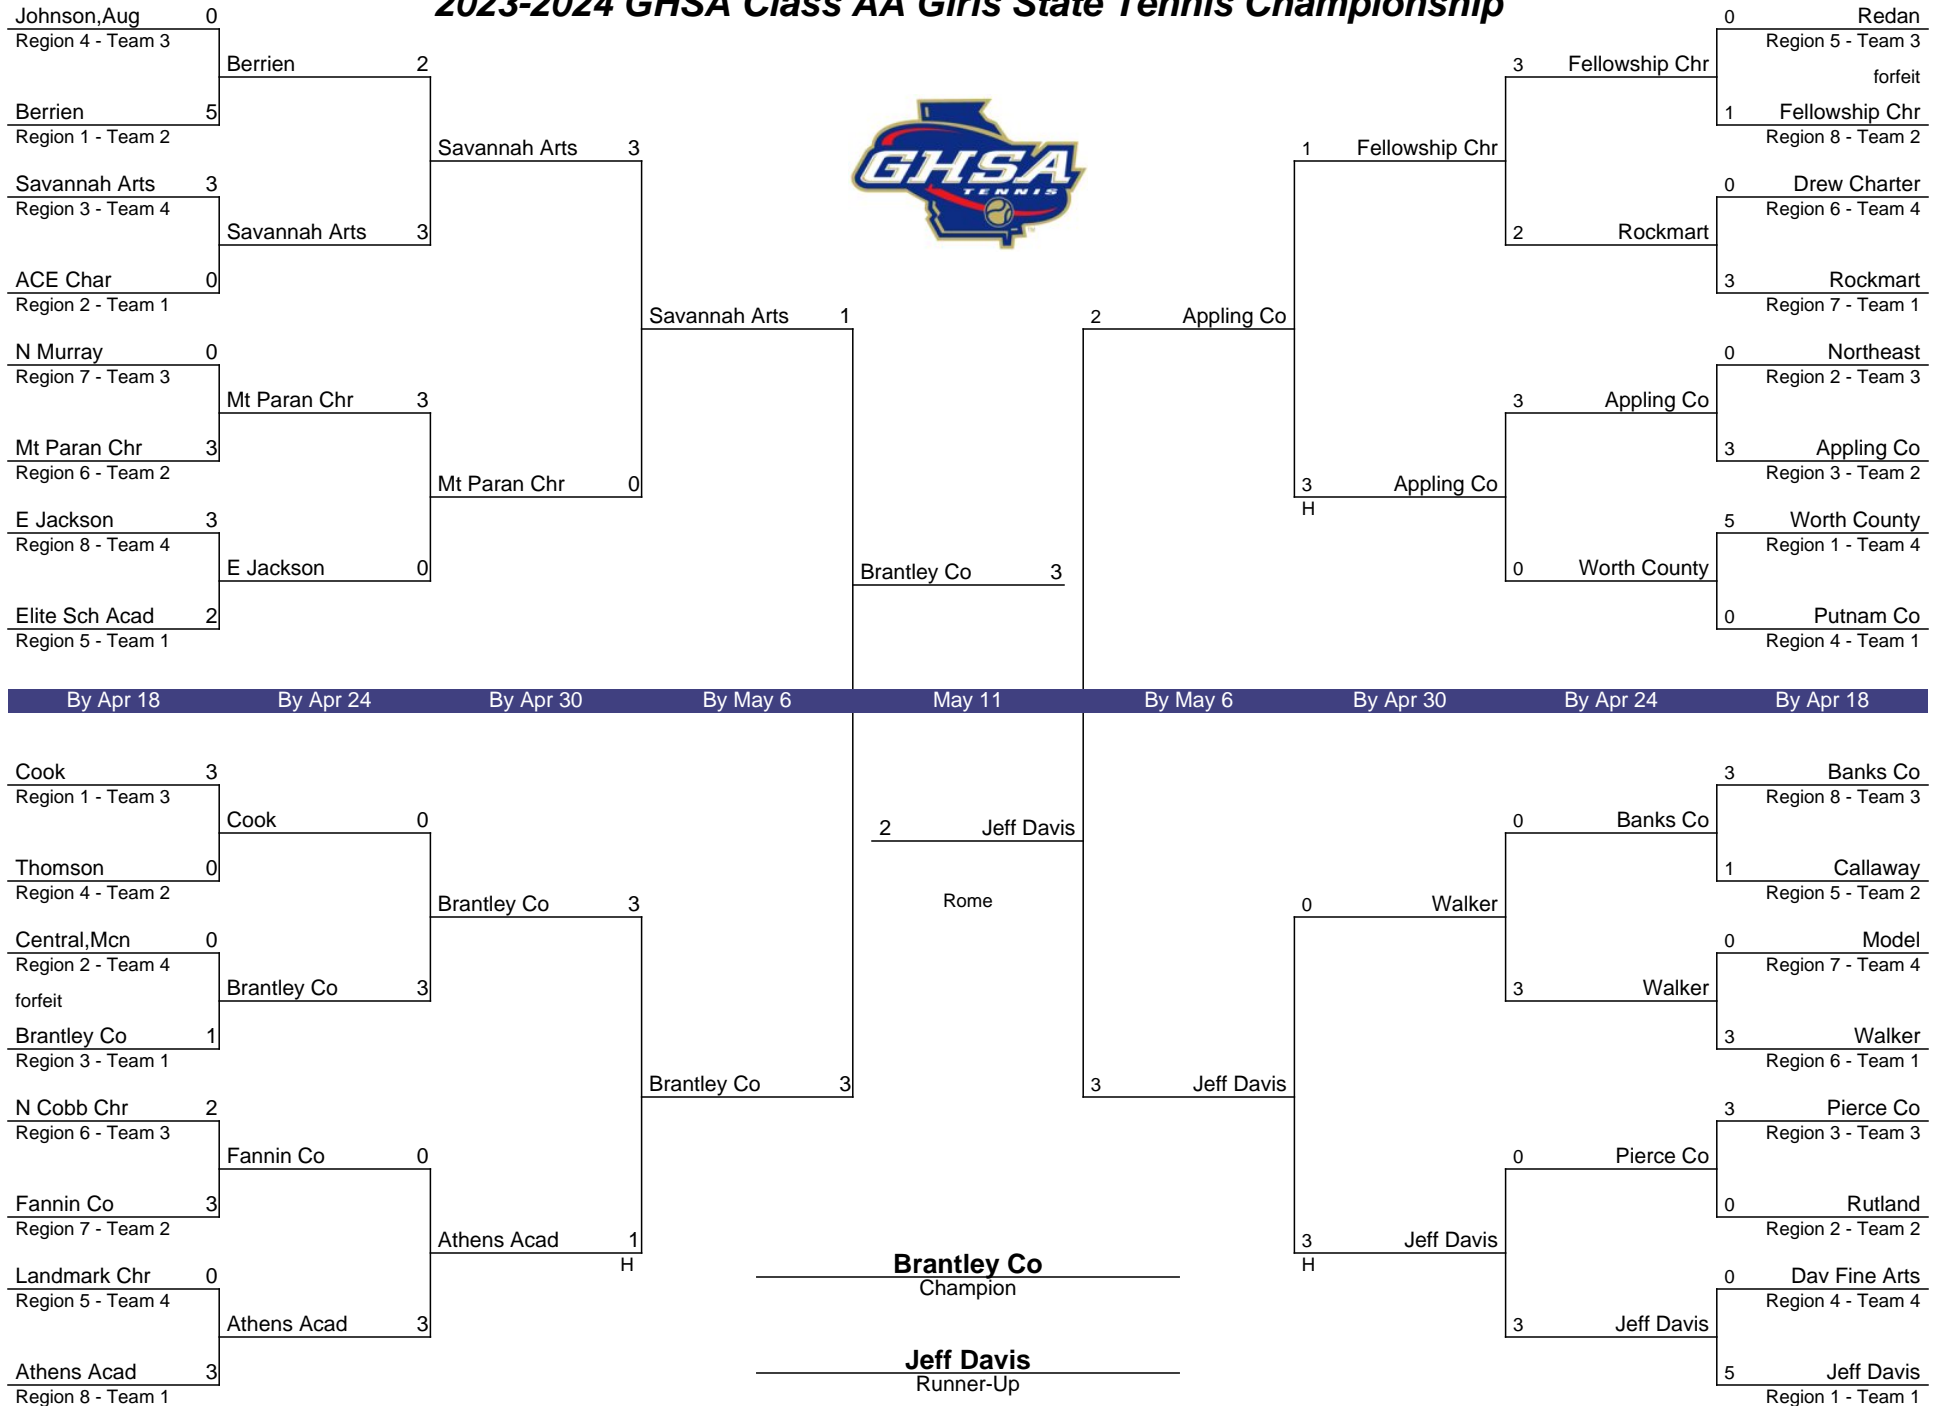 2023-2024 GHSA Class AA Girls State Tennis Championship
Johnson,Aug 0
Region 4 - Team 3
Berrien 2
Berrien 5
Region 1 - Team 2
Savannah Arts 3
Savannah Arts 3
Region 3 - Team 4
Savannah Arts 3
ACE Char 0
Region 2 - Team 1
Savannah Arts 1
N Murray 0
Region 7 - Team 3
Mt Paran Chr 3
Mt Paran Chr 3
Region 6 - Team 2
Mt Paran Chr 0
E Jackson 3
Region 8 - Team 4
E Jackson 0
Elite Sch Acad 2
Region 5 - Team 1
GHSA
TENNIS
Brantley Co 3
0 Redan
Region 5 - Team 3
3 Fellowship Chr
forfeit
1 Fellowship Chr
Region 8 - Team 2
1 Fellowship Chr
0 Drew Charter
Region 6 - Team 4
2 Rockmart
3 Rockmart
Region 7 - Team 1
2 Appling Co
0 Northeast
Region 2 - Team 3
3 Appling Co
3 Appling Co
Region 3 - Team 2
3 Appling Co
H
5 Worth County
Region 1 - Team 4
0 Worth County
0 Putnam Co
Region 4 - Team 1
By Apr 18 By Apr 24 By Apr 30 By May 6 May 11 By May 6 By Apr 30 By Apr 24 By Apr 18
Cook 3
Region 1 - Team 3
Cook 0
Thomson 0
Region 4 - Team 2
Brantley Co 3
Central,Mcn 0
Region 2 - Team 4
Brantley Co 3
forfeit
Brantley Co 1
Region 3 - Team 1
Brantley Co 3
N Cobb Chr 2
Region 6 - Team 3
Fannin Co 0
Fannin Co 3
Region 7 - Team 2
Athens Acad 1
H
Landmark Chr 0
Region 5 - Team 4
Athens Acad 3
Athens Acad 3
Region 8 - Team 1
2 Jeff Davis
Rome
Brantley Co
Champion
Jeff Davis
Runner-Up
3 Banks Co
Region 8 - Team 3
0 Banks Co
1 Callaway
Region 5 - Team 2
0 Walker
0 Model
Region 7 - Team 4
3 Walker
3 Walker
Region 6 - Team 1
3 Jeff Davis
3 Pierce Co
Region 3 - Team 3
0 Pierce Co
0 Rutland
Region 2 - Team 2
3 Jeff Davis
H
0 Dav Fine Arts
Region 4 - Team 4
3 Jeff Davis
5 Jeff Davis
Region 1 - Team 1